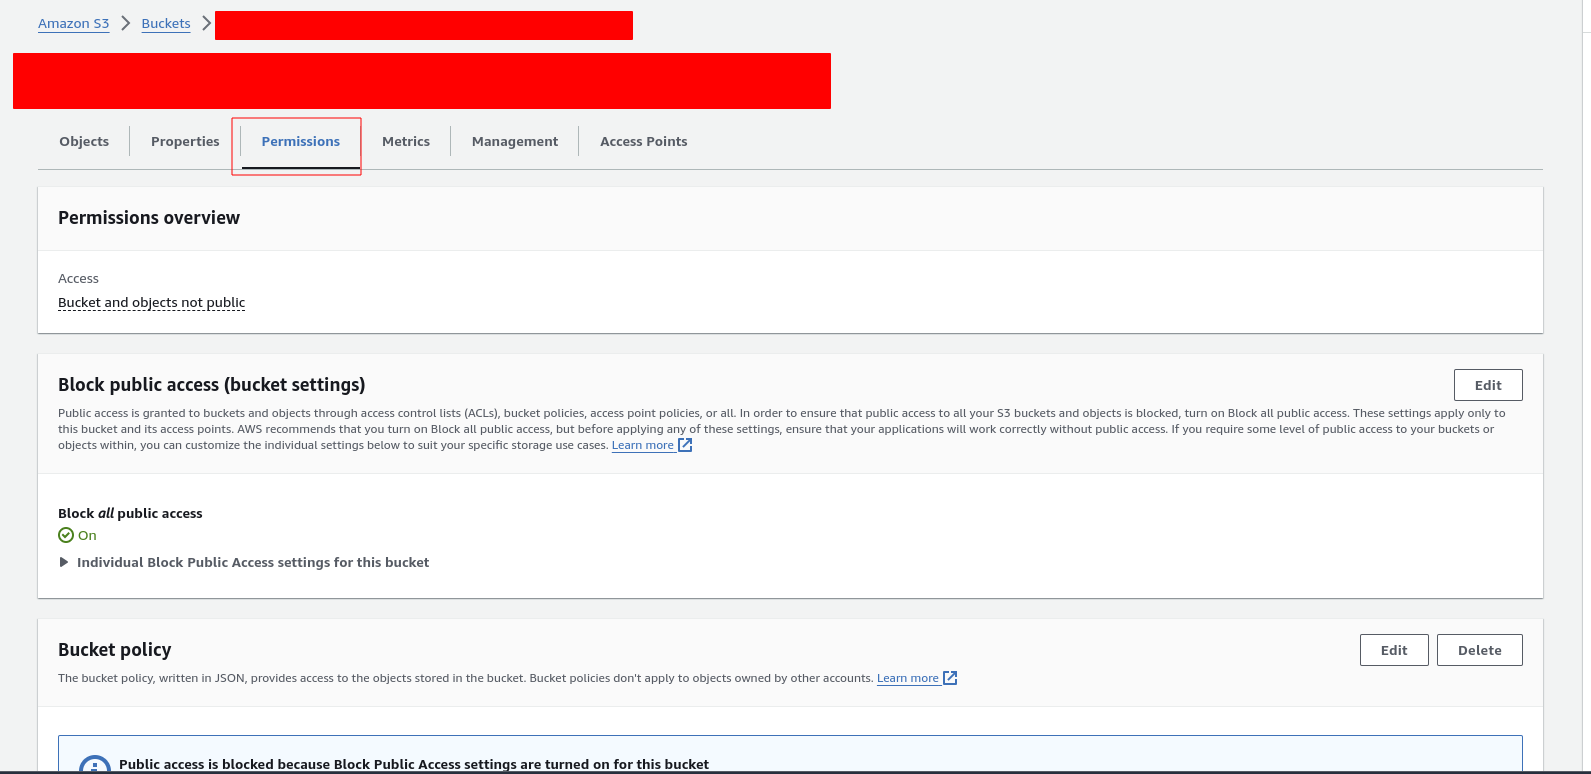 Amazon S3 Buckets
Objects Properties Permissions Metrics Management Access Points
Permissions overview
Access
Bucket and objects not public
Block public access (bucket settings) Edit
Public access is granted to buckets and objects through access control lists (ACLs), bucket policies, access point policies, or all. In order to ensure that public access to all your S3 buckets and objects is blocked, turn on Block all public access. These settings apply only to
this bucket and its access points. AWS recommends that you turn on Block all public access, but before applying any of these settings, ensure that your applications will work correctly without public access. If you require some level of public access to your buckets or
objects within, you can customize the individual settings below to suit your specific storage use cases. Learn more
Block all public access
On
Individual Block Public Access settings for this bucket
Bucket policy Edit Delete
The bucket policy, written in JSON, provides access to the objects stored in the bucket. Bucket policies don't apply to objects owned by other accounts. Learn more
Public access is blocked because Block Public Access settings are turned on for this bucket